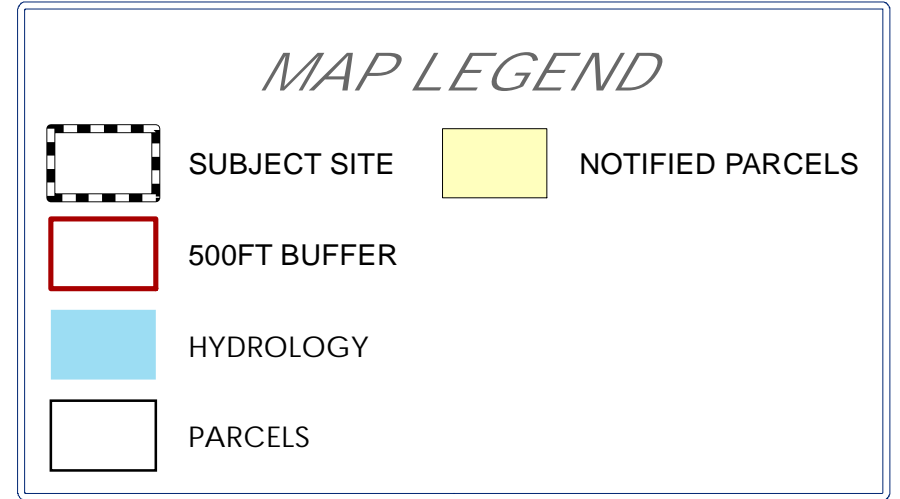 MAP LEGEND
SUBJECT SITE
NOTIFIED PARCELS
500FT BUFFER
HYDROLOGY
PARCELS